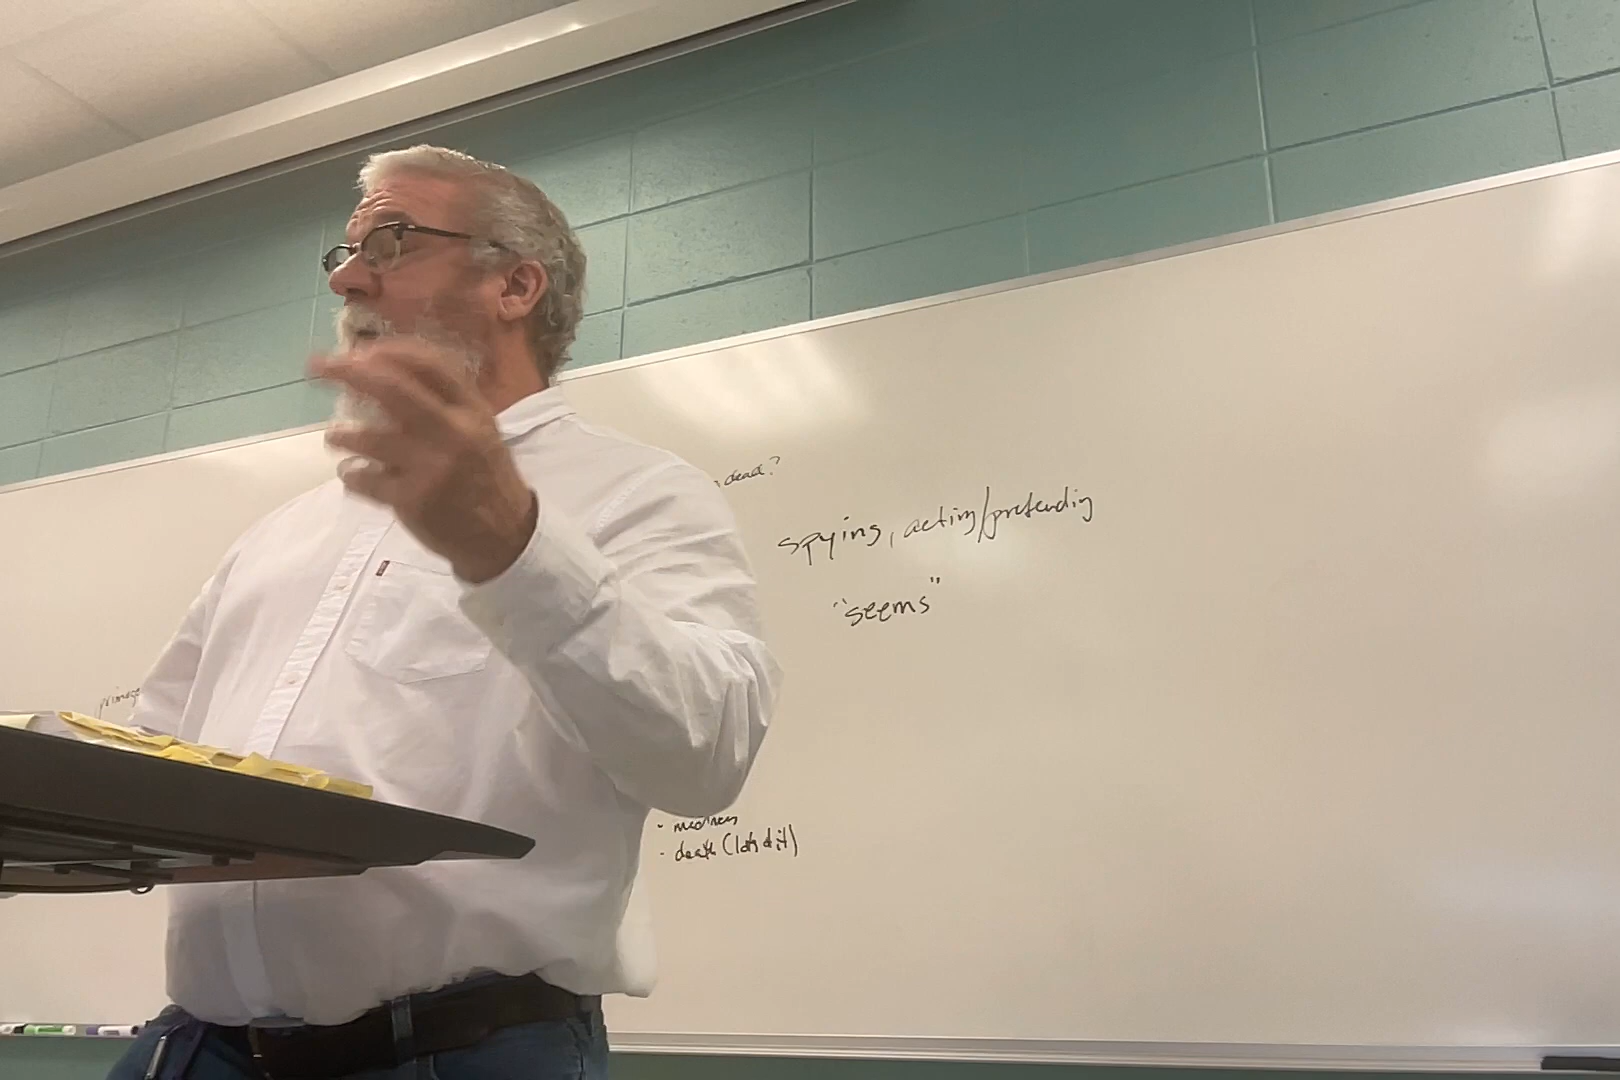 dead?
spying, acting/pretending
"seems"
madness
- death (lots of it)